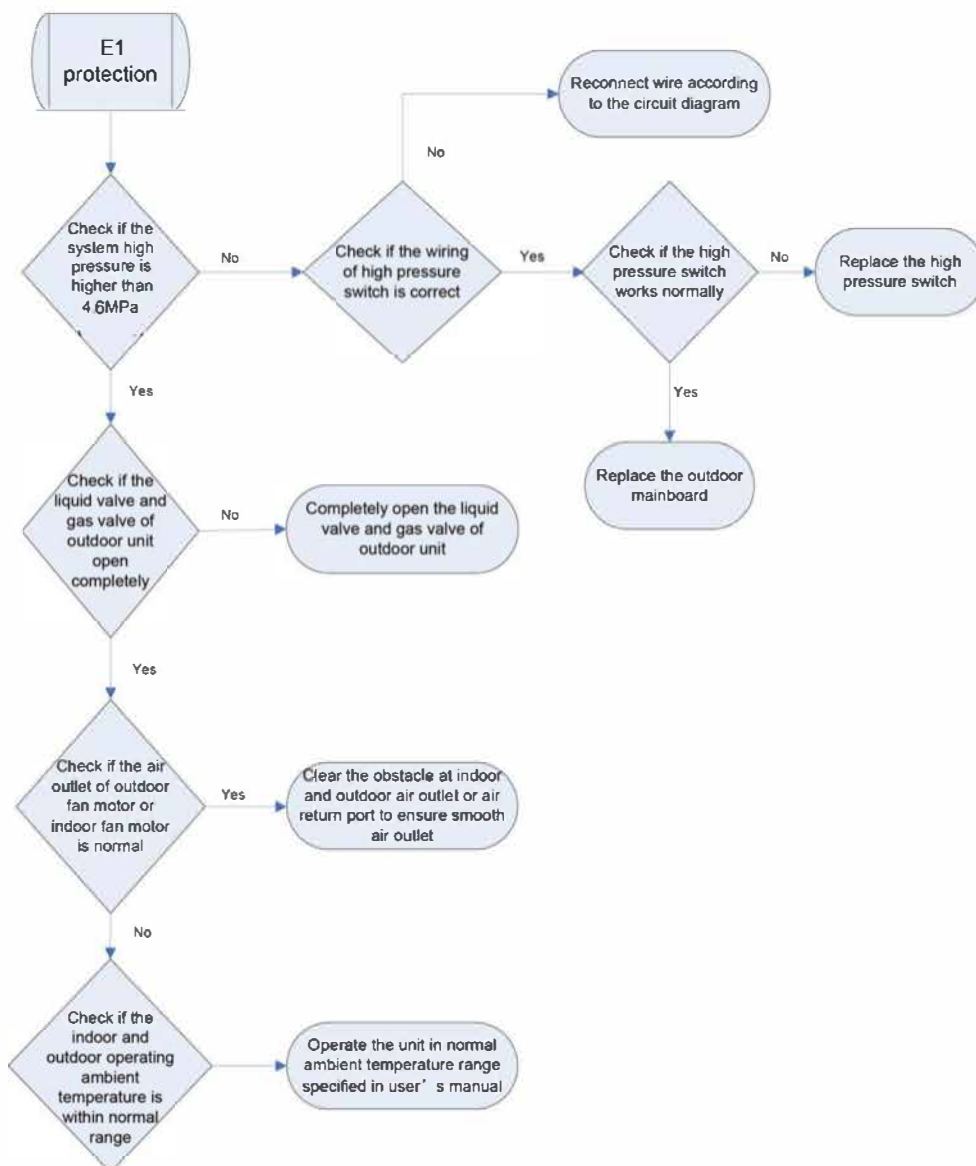 E1
protection
Reconnect wire according
to the circuit diagram
No
Check if the
system high
pressure is
higher than
4.6MPa
No
Check if the wiring
of high pressure
switch is correct
Yes
Check if the high
pressure switch
works normally
No
Replace the high
pressure switch
Yes
Yes
Check if the
liquid valve and
gas valve of
outdoor unit
open
completely
No
Completely open the liquid
valve and gas valve of
outdoor unit
Replace the outdoor
mainboard
Yes
Check if the air
outlet of outdoor
fan motor or
indoor fan motor
is normal
Yes
Clear the obstacle at indoor
and outdoor air outlet or air
return port to ensure smooth
air outlet
No
Check if the
indoor and
outdoor operating
ambient
temperature is
within normal
range
Operate the unit in normal
ambient temperature range
specified in user’s manual